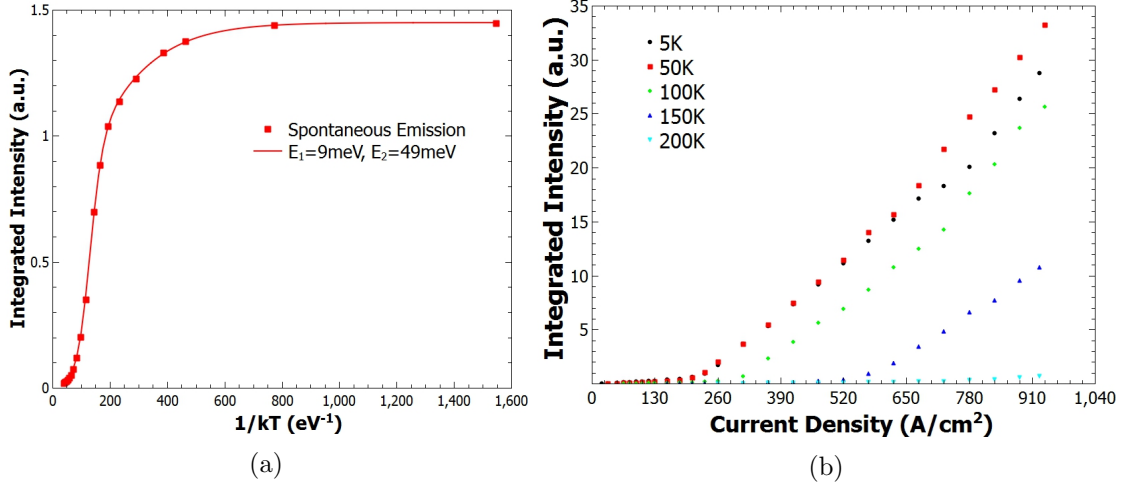 1.5
1
0.5
0
Integrated Intensity (a.u.)
Spontaneous Emission
E₁=9meV, E₂=49meV
0 200 400 600 800 1,000 1,200 1,400 1,600
1/kT (eV⁻¹)
(a)
35
30
25
20
15
10
5
Integrated Intensity (a.u.)
5K
50K
100K
150K
200K
0 130 260 390 520 650 780 910 1,040
Current Density (A/cm²)
(b)